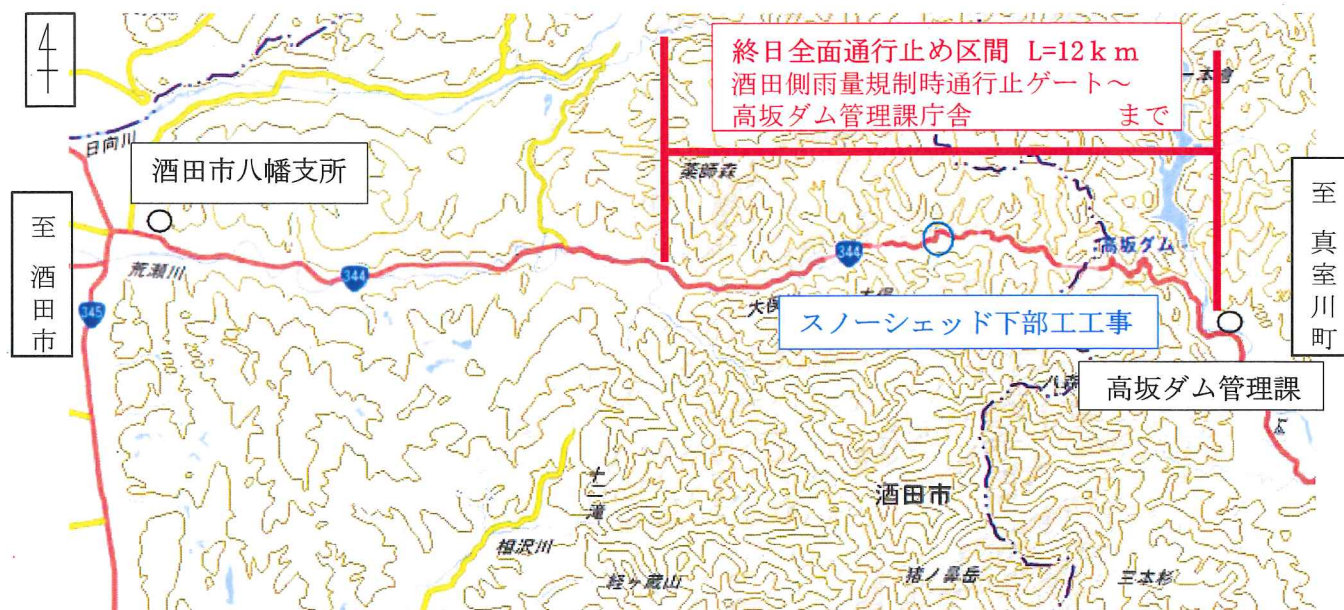 終日全面通行止め区間 L=12km
酒田側雨量規制時通行止ゲート～
高坂ダム管理課庁舎 まで
一本倉
日向川
酒田市八幡支所
薬師森
至酒田市
至真室川町
荒瀬川
344
344
345
高坂ダム
大俣
スノーシェッド下部工工事
高坂ダム管理課
十二滝
酒田市
相沢川
経ヶ蔵山
猪ノ鼻岳
三本杉